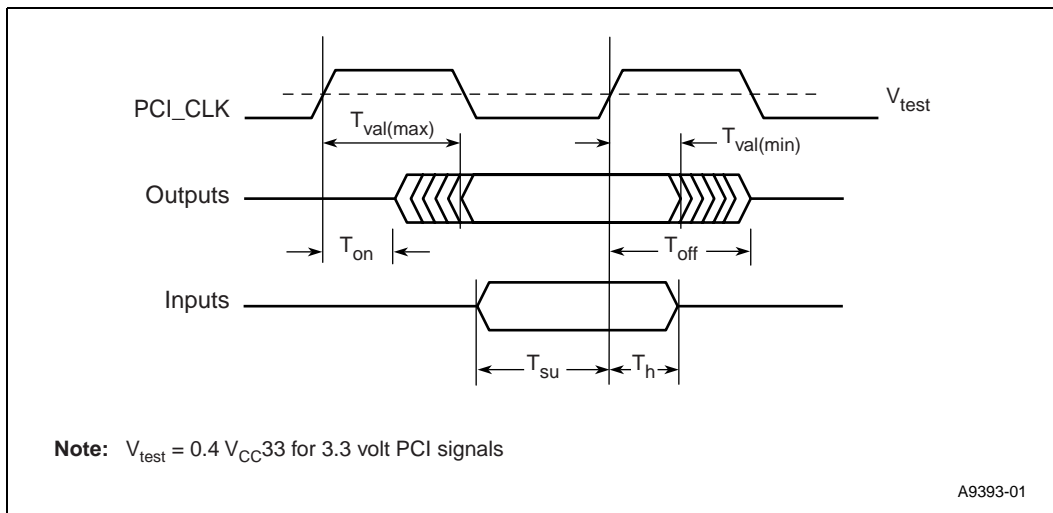 PCI_CLK
V_test
T_val(max)
T_val(min)
Outputs
T_on
T_off
Inputs
T_su
T_h
Note: V_test = 0.4 V_CC33 for 3.3 volt PCI signals
A9393-01